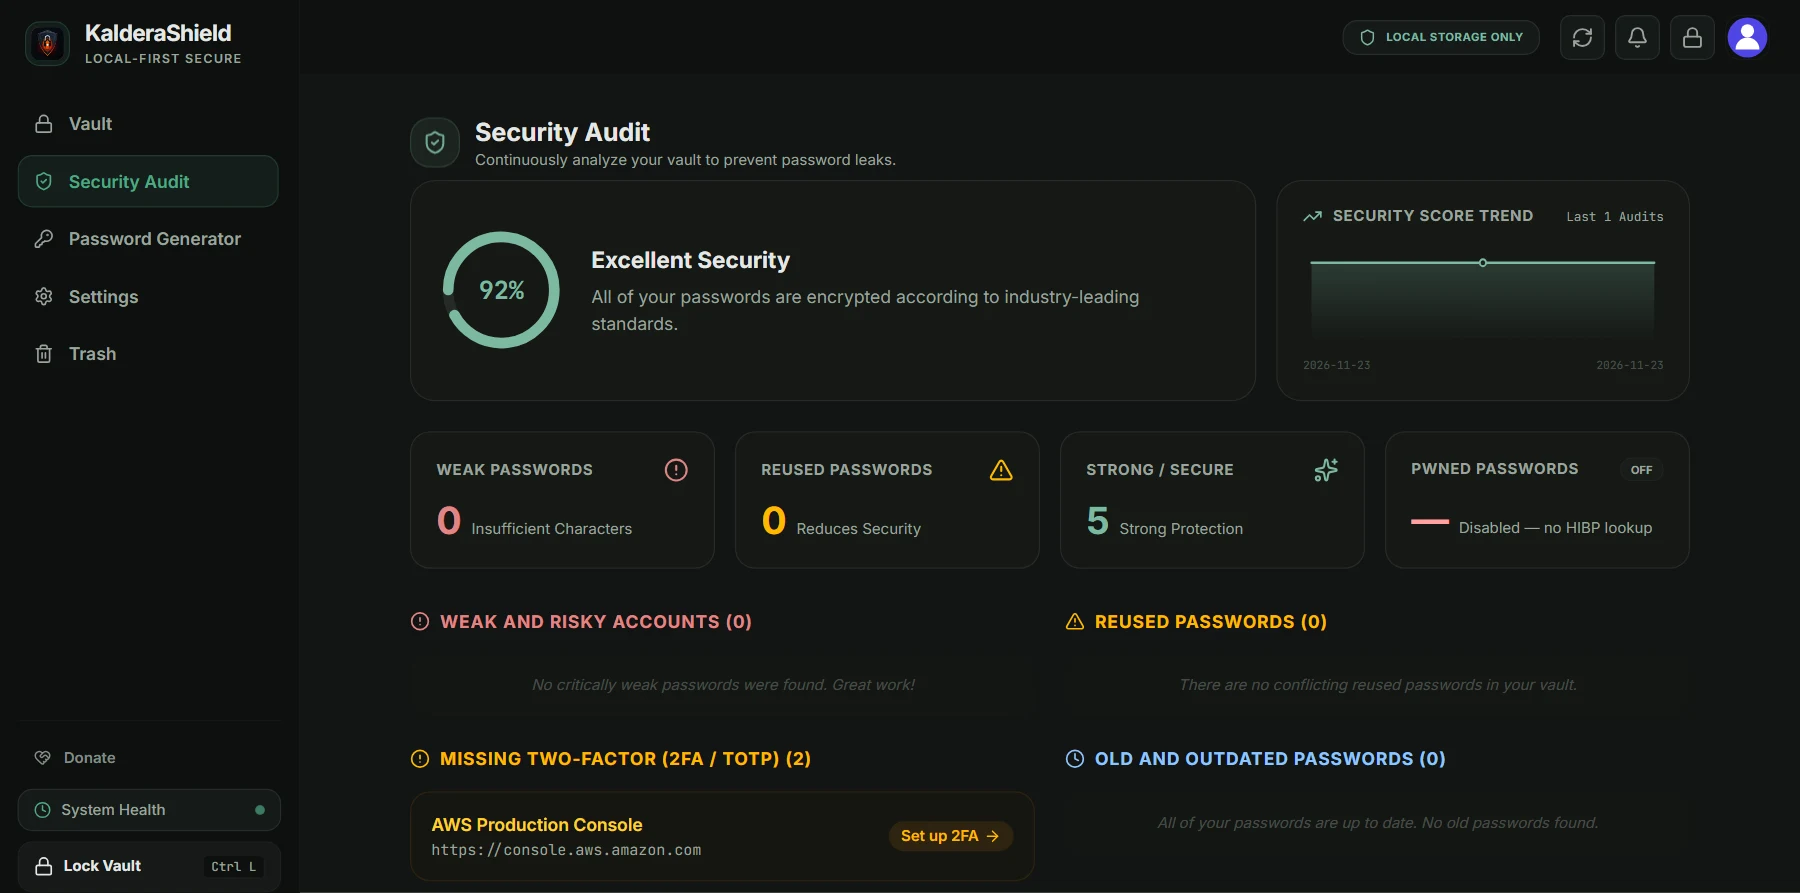 KalderaShield
LOCAL-FIRST SECURE
LOCAL STORAGE ONLY
Vault
Security Audit
Password Generator
Settings
Trash
Donate
System Health
Lock Vault
Ctrl L
Security Audit
Continuously analyze your vault to prevent password leaks.
92%
Excellent Security
All of your passwords are encrypted according to industry-leading
standards.
SECURITY SCORE TREND
Last 1 Audits
2026-11-23
2026-11-23
WEAK PASSWORDS
0 Insufficient Characters
REUSED PASSWORDS
0 Reduces Security
STRONG / SECURE
5 Strong Protection
PWNED PASSWORDS
OFF
— Disabled — no HIBP lookup
WEAK AND RISKY ACCOUNTS (0)
No critically weak passwords were found. Great work!
REUSED PASSWORDS (0)
There are no conflicting reused passwords in your vault.
MISSING TWO-FACTOR (2FA / TOTP) (2)
AWS Production Console
https://console.aws.amazon.com
Set up 2FA →
OLD AND OUTDATED PASSWORDS (0)
All of your passwords are up to date. No old passwords found.